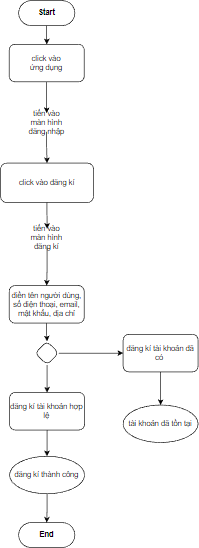 Start
click vào
ứng dụng
tiến vào
màn hình
đăng nhập
click vào đăng kí
tiến vào
màn hình
đăng kí
điền tên người dùng,
số điện thoại, email,
mật khẩu, địa chỉ
đăng kí tài khoản đã
có
đăng kí tài khoản hợp
lệ
tài khoản đã tồn tại
đăng kí thành công
End